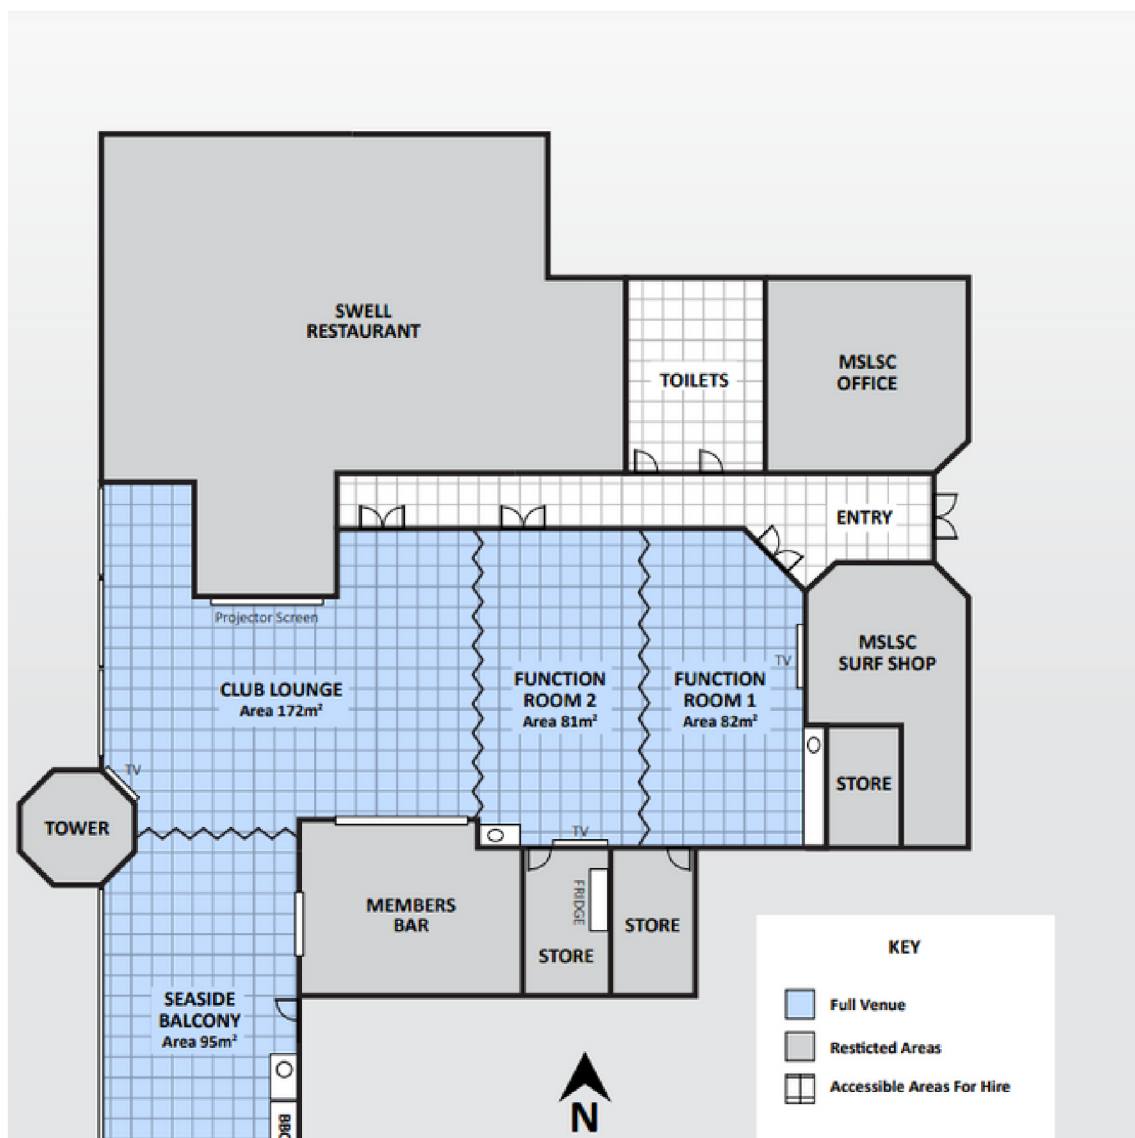 SWELL
RESTAURANT
TOILETS
MSLSC
OFFICE
ENTRY
Projector Screen
MSLSC
SURF SHOP
TV
CLUB LOUNGE
Area 172m²
FUNCTION
ROOM 2
Area 81m²
FUNCTION
ROOM 1
Area 82m²
TV
STORE
TOWER
TV
MEMBERS
BAR
FRIDGE
STORE
STORE
SEASIDE
BALCONY
Area 95m²
BBQ
N
KEY
Full Venue
Resticted Areas
Accessible Areas For Hire